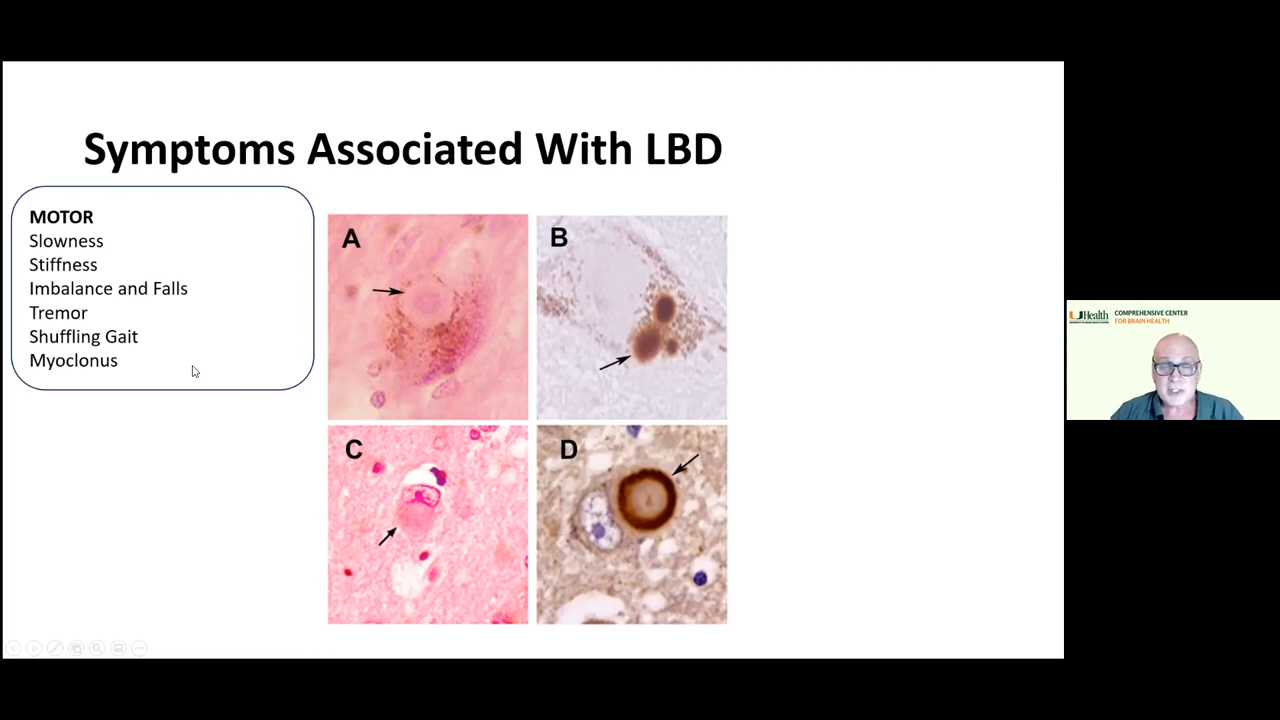 Symptoms Associated With LBD
MOTOR
Slowness
Stiffness
Imbalance and Falls
Tremor
Shuffling Gait
Myoclonus
A
B
C
D
UHealth
COMPREHENSIVE CENTER
FOR BRAIN HEALTH